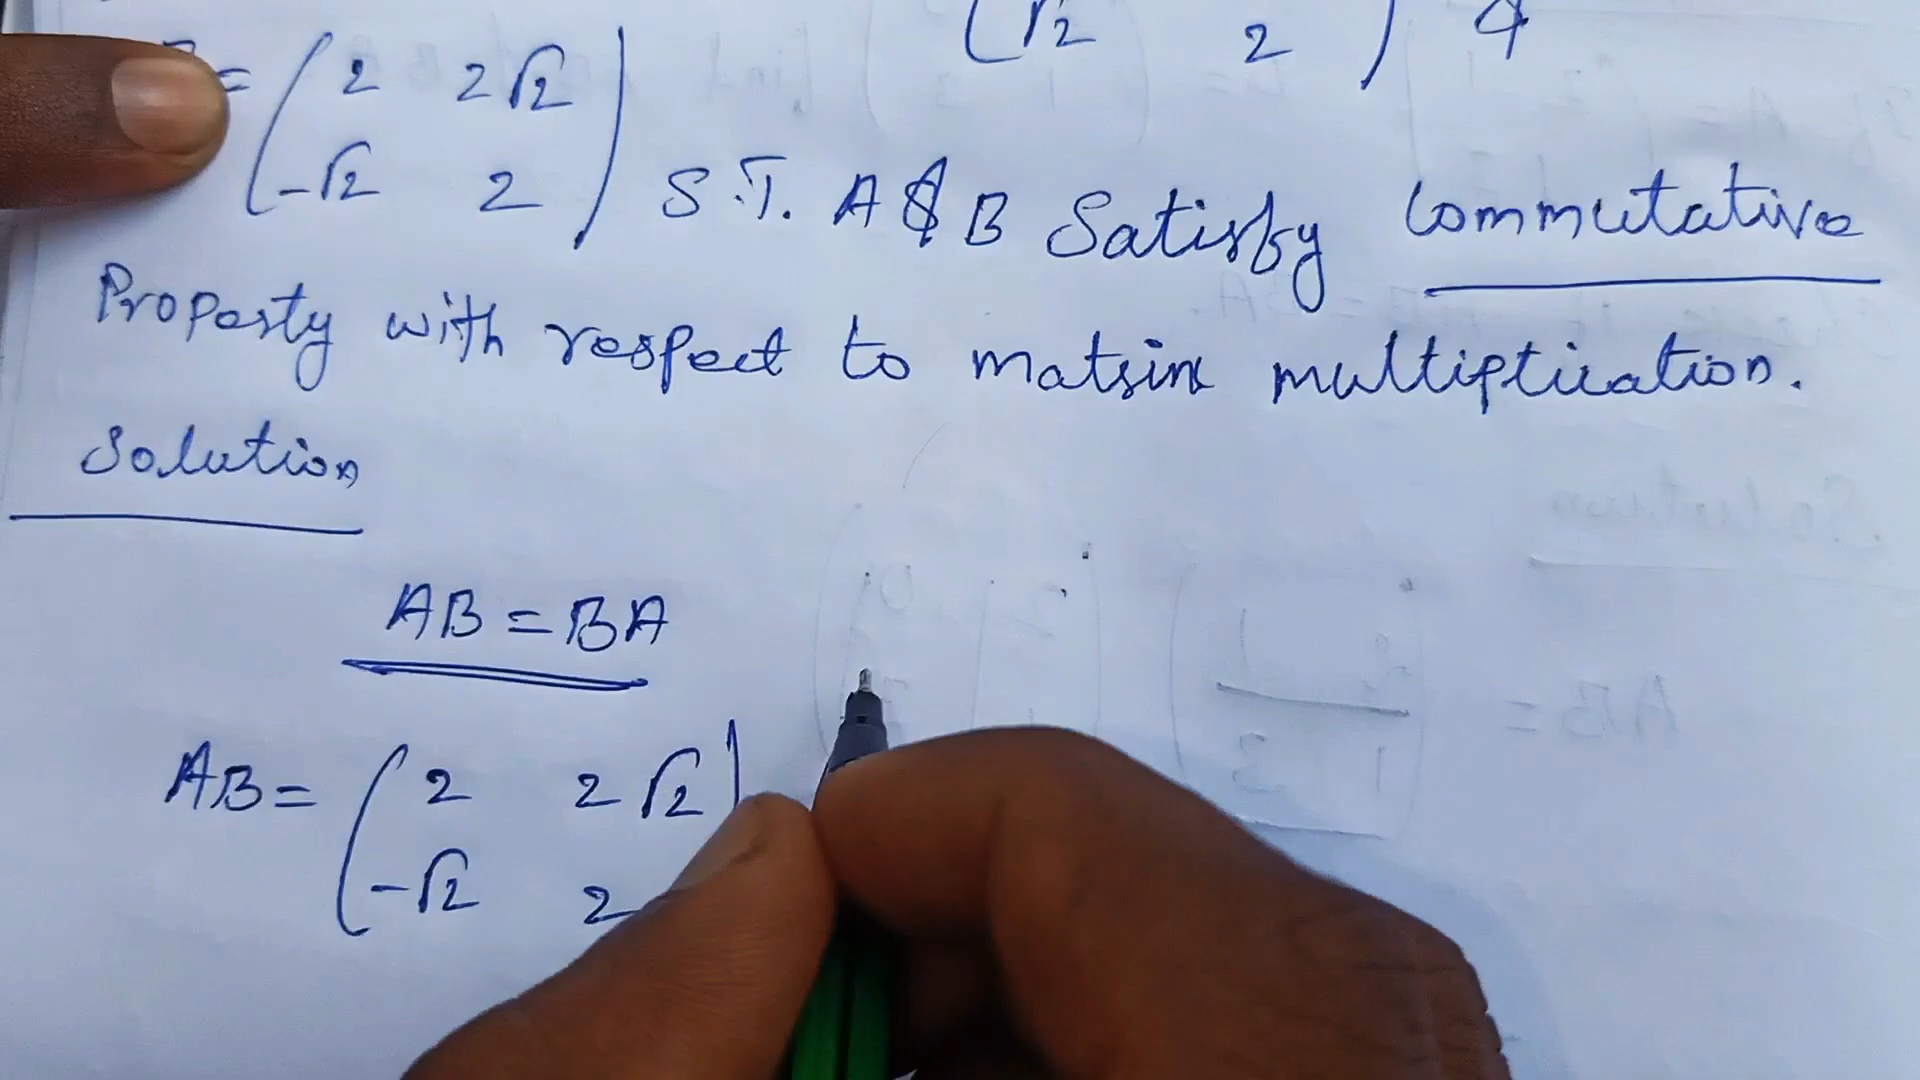 (√2 2) &
= (2 2√2
-√2 2) S.T. A & B Satisfy Commutative
Property with respect to matrix multiplication.
Solution
AB = BA
AB = (2 2√2)
(-√2 2